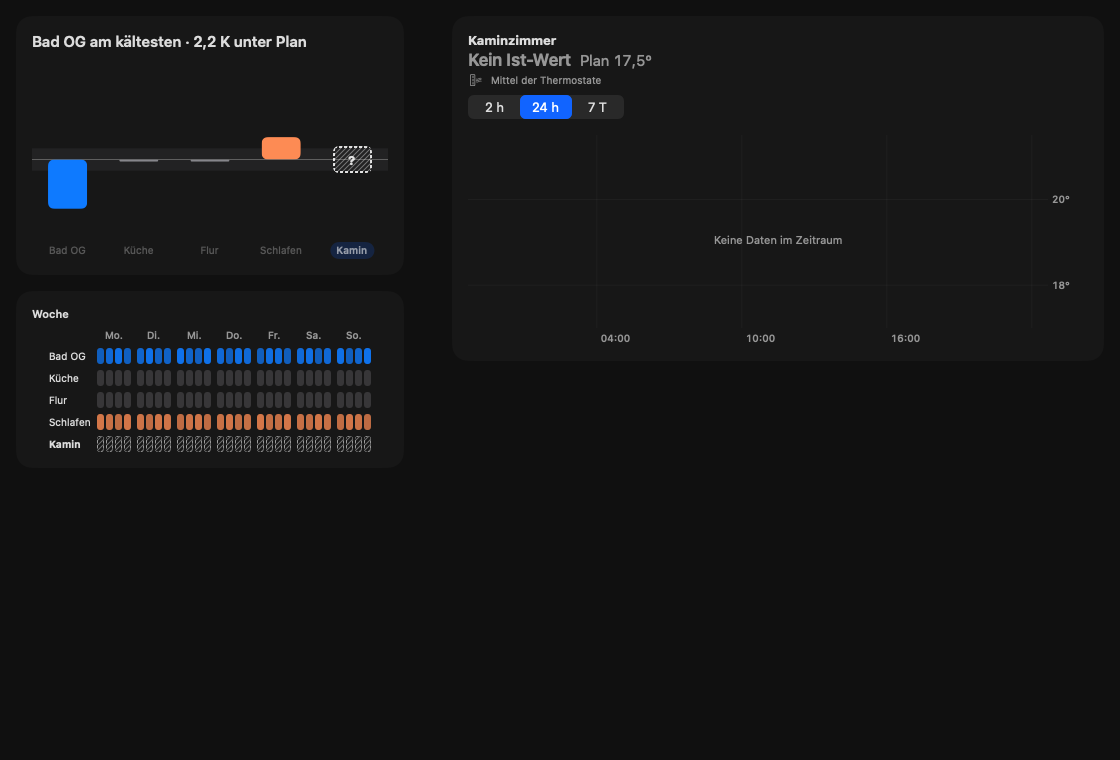 Bad OG am kältesten · 2,2 K unter Plan
?
Bad OG Küche Flur Schlafen Kamin
Woche
Mo. Di. Mi. Do. Fr. Sa. So.
Bad OG
Küche
Flur
Schlafen
Kamin
Kaminzimmer
Kein Ist-Wert Plan 17,5°
Mittel der Thermostate
2 h 24 h 7 T
20°
Keine Daten im Zeitraum
18°
04:00 10:00 16:00